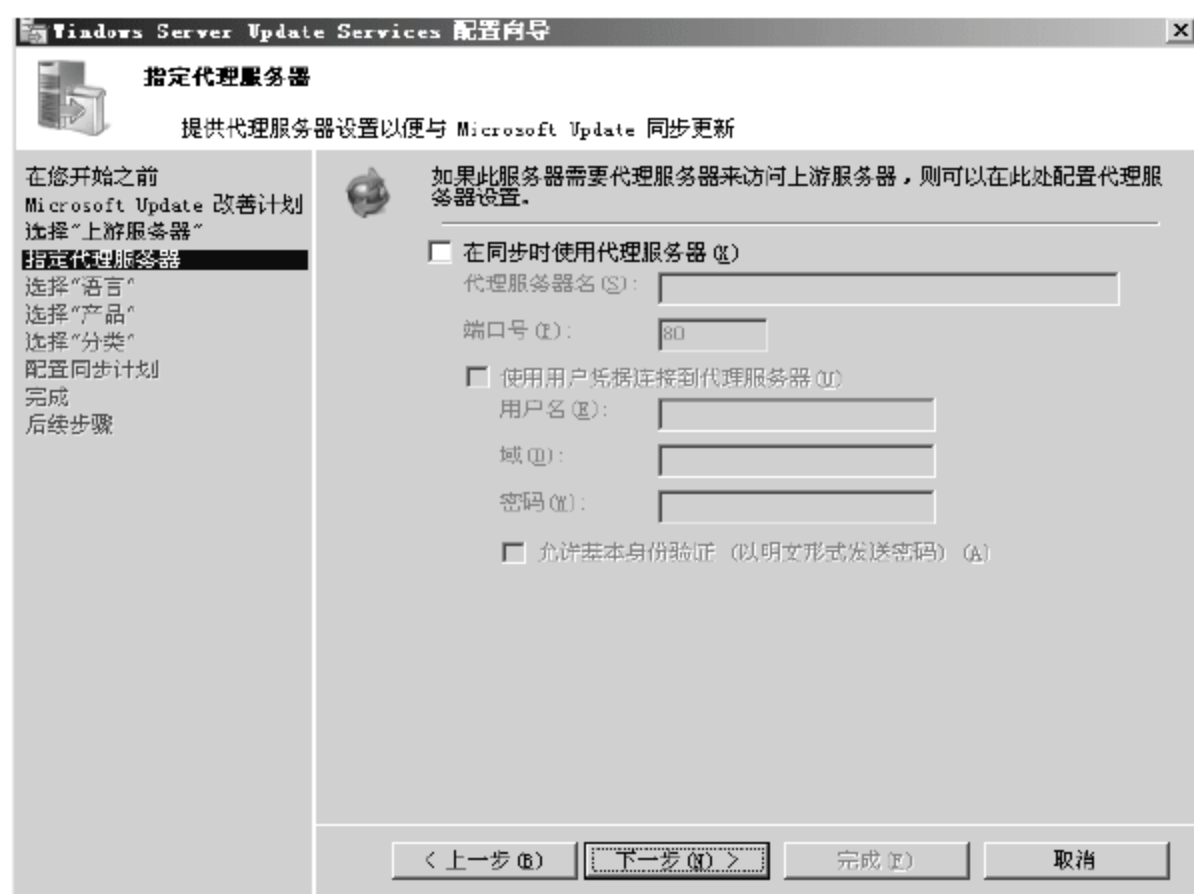 Windows Server Update Services 配置向导
指定代理服务器
提供代理服务器设置以便与 Microsoft Update 同步更新
在您开始之前
Microsoft Update 改善计划
选择"上游服务器"
指定代理服务器
选择"语言"
选择"产品"
选择"分类"
配置同步计划
完成
后续步骤
如果此服务器需要代理服务器来访问上游服务器，则可以在此处配置代理服
务器设置。
在同步时使用代理服务器(X)
代理服务器名(S):
端口号(P):
80
使用用户凭据连接到代理服务器(U)
用户名(E):
域(D):
密码(W):
允许基本身份验证 (以明文形式发送密码) (A)
< 上一步(B)
下一步(N) >
完成(F)
取消